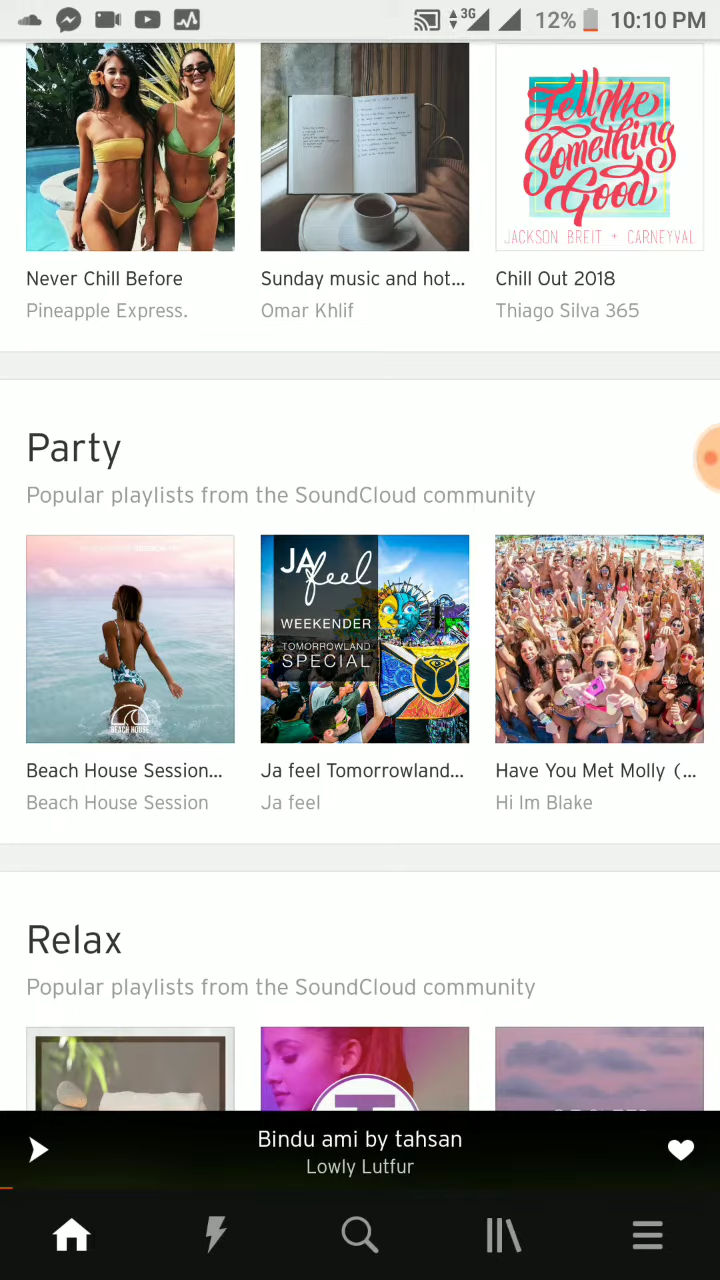 3G 12% 10:10 PM
Tell Me
Something
Good
JACKSON BREIT + CARNEYVAL
Never Chill Before
Pineapple Express.
Sunday music and hot...
Omar Khlif
Chill Out 2018
Thiago Silva 365
Party
Popular playlists from the SoundCloud community
BEACH HOUSE
JA feel
WEEKENDER
TOMORROWLAND
SPECIAL
Beach House Session...
Beach House Session
Ja feel Tomorrowland...
Ja feel
Have You Met Molly (...
Hi Im Blake
Relax
Popular playlists from the SoundCloud community
Bindu ami by tahsan
Lowly Lutfur